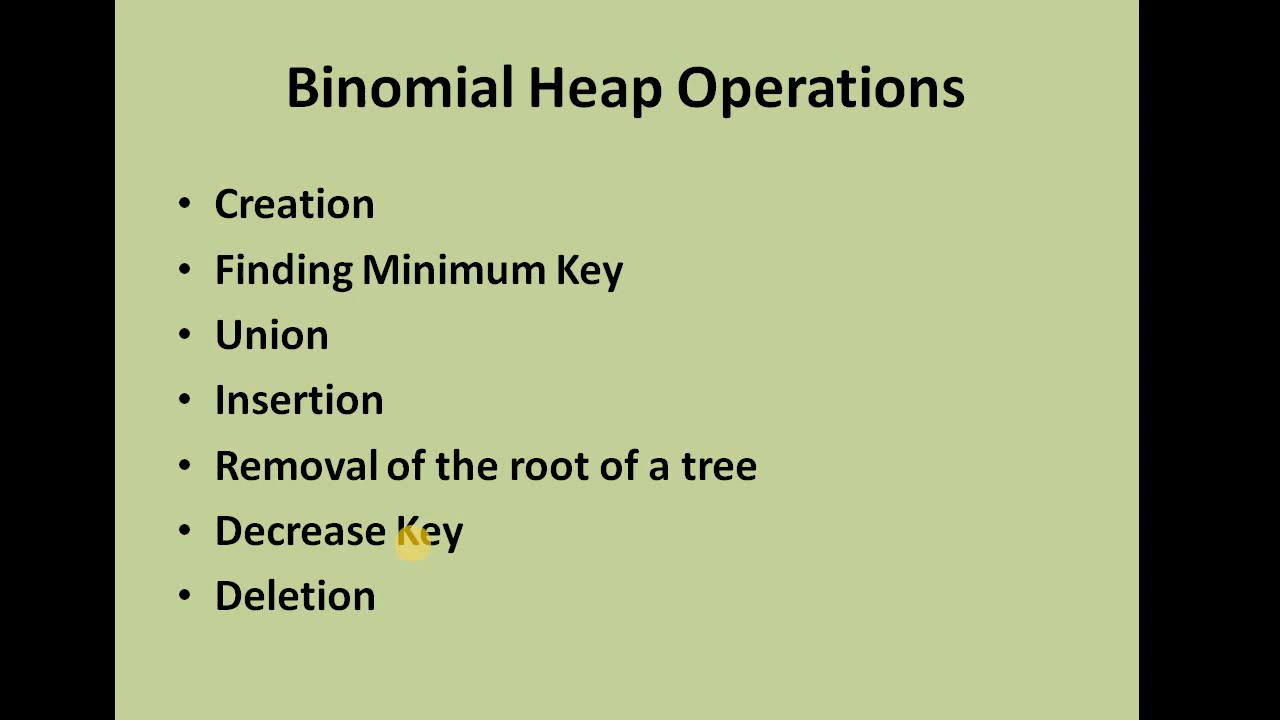 Binomial Heap Operations
• Creation
• Finding Minimum Key
• Union
• Insertion
• Removal of the root of a tree
• Decrease Key
• Deletion